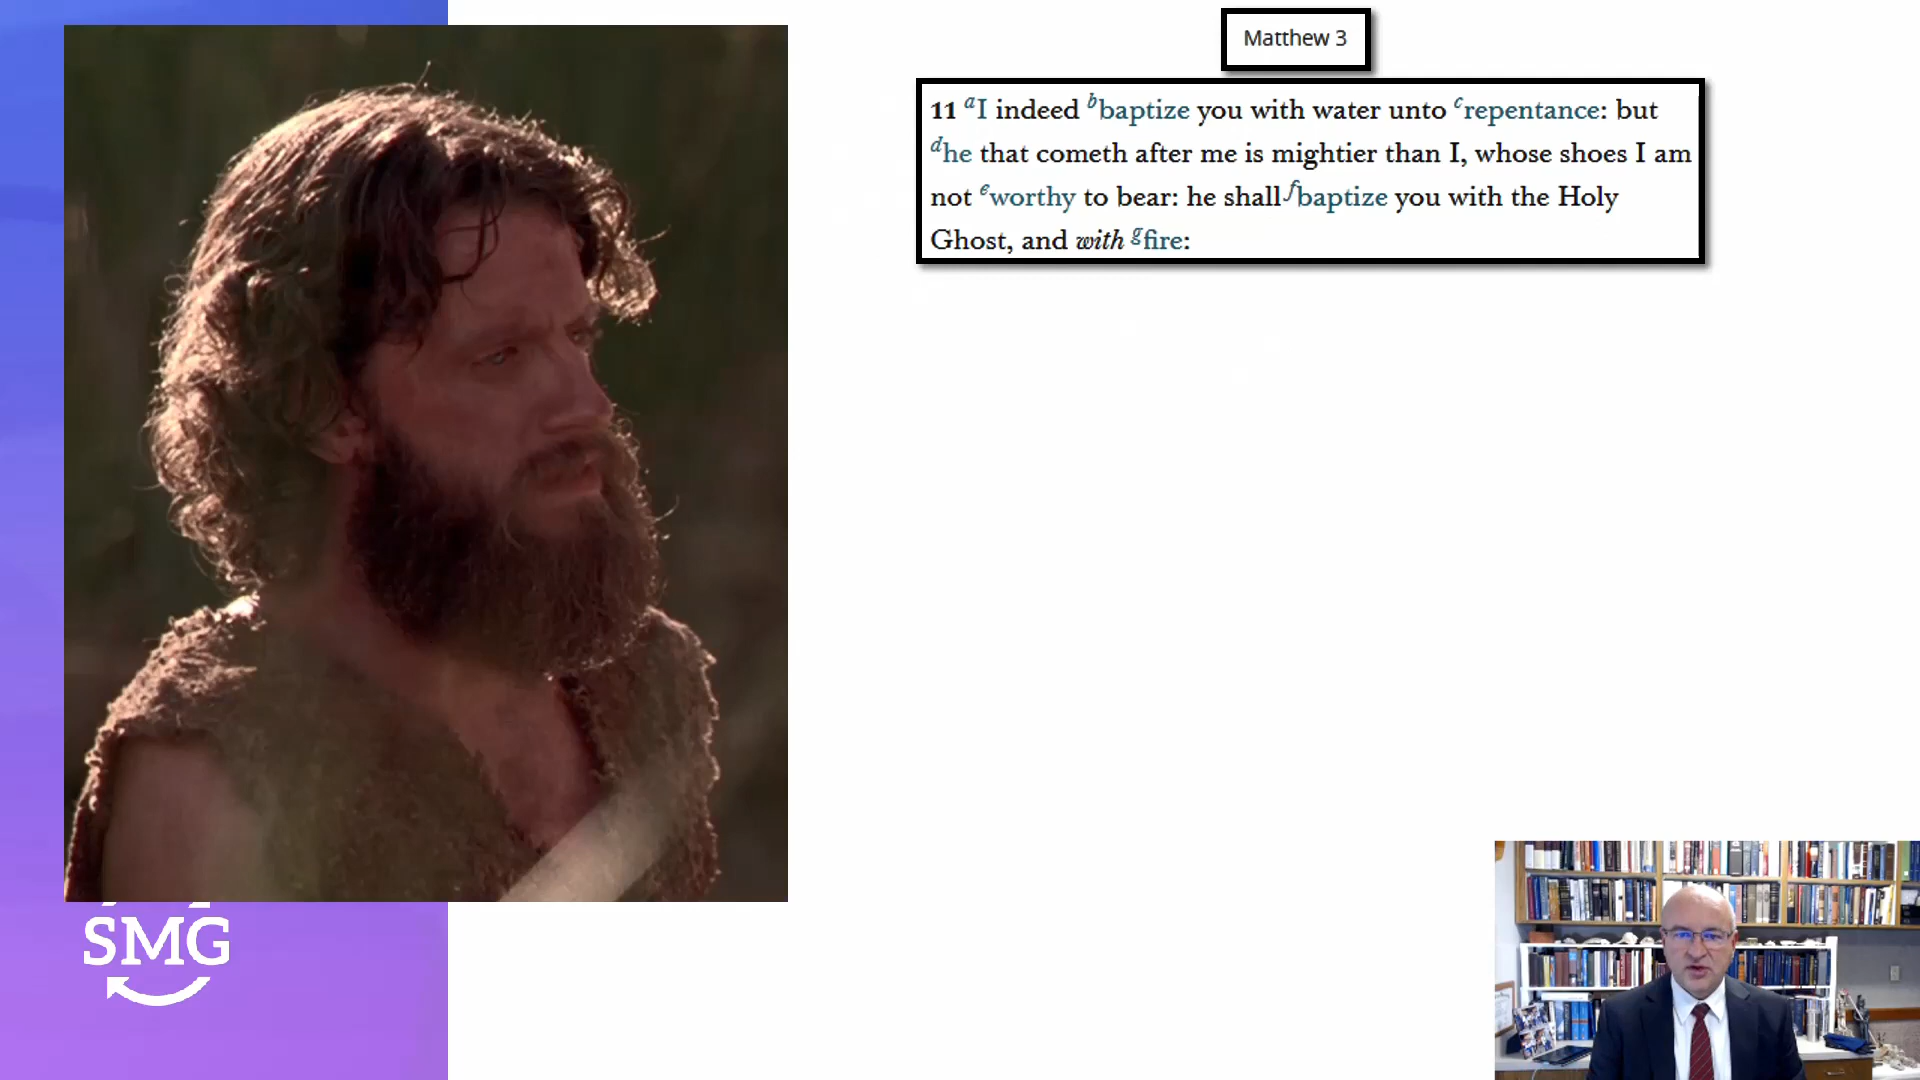 Matthew 3
11 aI indeed bbaptize you with water unto crepentance: but
dhe that cometh after me is mightier than I, whose shoes I am
not eworthy to bear: he shall fbaptize you with the Holy
Ghost, and with gfire:
SMG